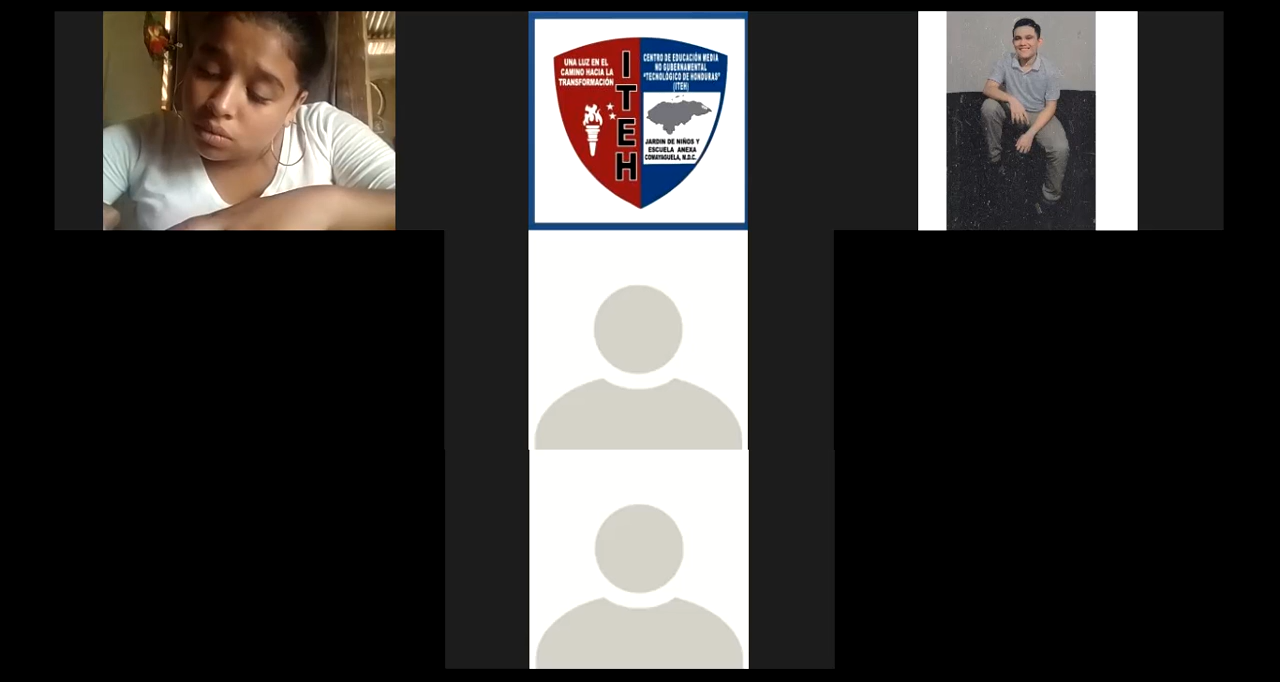 UNA LUZ EN EL
CAMINO HACIA LA
TRANSFORMACIÓN
ITEH
CENTRO DE EDUCACIÓN MEDIA
NO GUBERNAMENTAL
"TECNOLÓGICO DE HONDURAS"
(ITEH)
JARDIN DE NIÑOS Y
ESCUELA ANEXA
COMAYAGUELA, M.D.C.